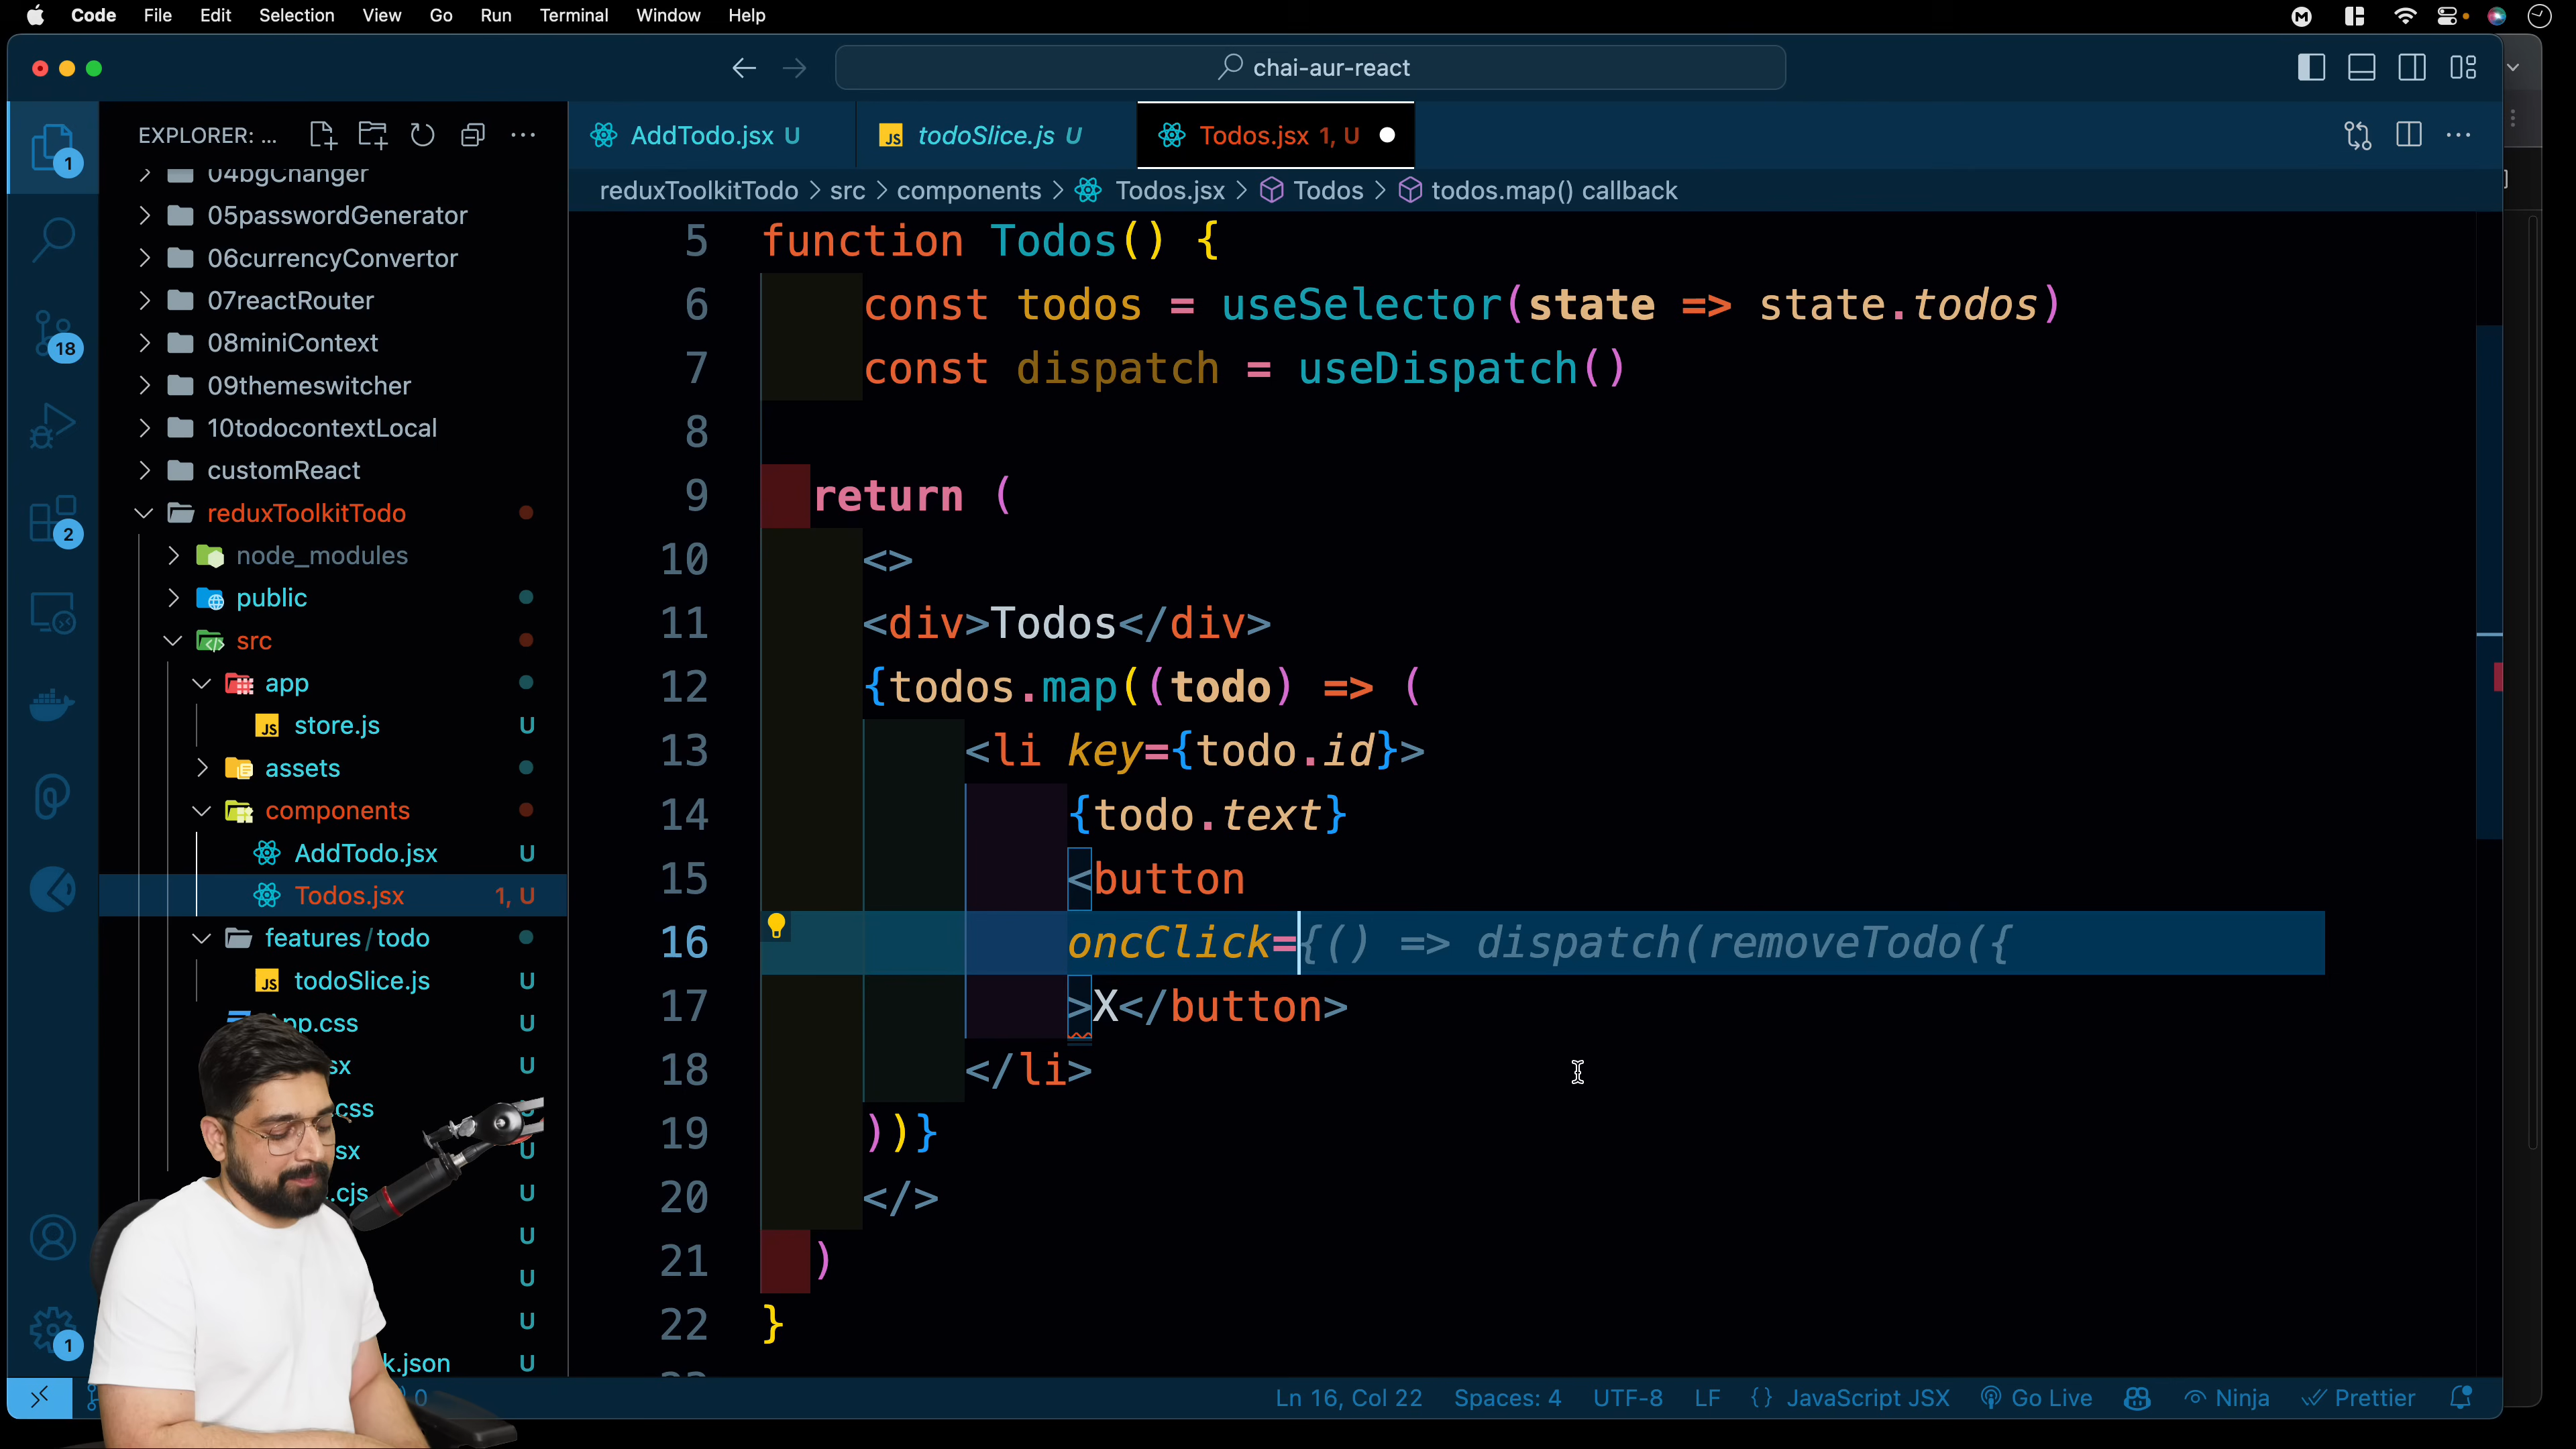 Code File Edit Selection View Go Run Terminal Window Help
chai-aur-react
EXPLORER: ...
AddTodo.jsx U
todoSlice.js U
Todos.jsx 1, U
reduxToolkitTodo > src > components > Todos.jsx > Todos > todos.map() callback
04bgChanger
05passwordGenerator
06currencyConvertor
07reactRouter
08miniContext
09themeswitcher
10todocontextLocal
customReact
reduxToolkitTodo
node_modules
public
src
app
store.js U
assets
components
AddTodo.jsx U
Todos.jsx 1, U
features/todo
todoSlice.js U
App.css U
sx U
css
sx U
.cjs U
U
U
U
k.json U
1
18
2
1
5 function Todos() {
6 const todos = useSelector(state => state.todos)
7 const dispatch = useDispatch()
8
9 return (
10 <>
11 <div>Todos</div>
12 {todos.map((todo) => (
13 <li key={todo.id}>
14 {todo.text}
15 <button
16 oncClick={() => dispatch(removeTodo({
17 >X</button>
18 </li>
19 ))}
20 </>
21 )
22 }
0
Ln 16, Col 22 Spaces: 4 UTF-8 LF {} JavaScript JSX Go Live Ninja Prettier